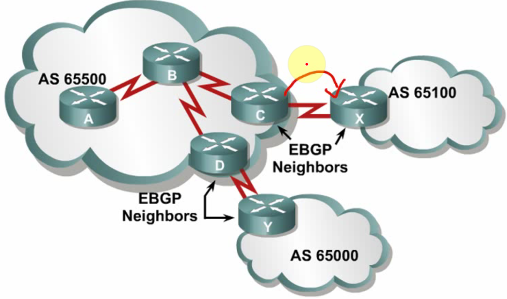 AS 65500
B
A
C
X
AS 65100
EBGP
Neighbors
D
EBGP
Neighbors
Y
AS 65000